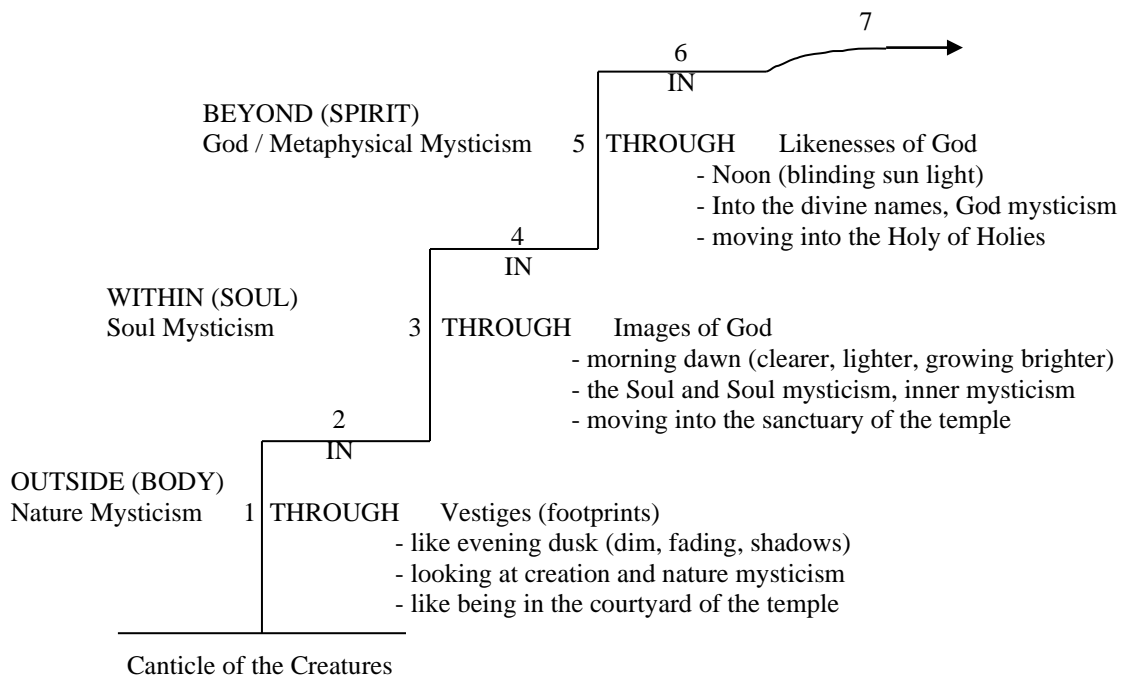 7
6
IN
BEYOND (SPIRIT)
God / Metaphysical Mysticism 5 THROUGH Likenesses of God
- Noon (blinding sun light)
- Into the divine names, God mysticism
- moving into the Holy of Holies
4
IN
WITHIN (SOUL)
Soul Mysticism 3 THROUGH Images of God
- morning dawn (clearer, lighter, growing brighter)
- the Soul and Soul mysticism, inner mysticism
- moving into the sanctuary of the temple
2
IN
OUTSIDE (BODY)
Nature Mysticism 1 THROUGH Vestiges (footprints)
- like evening dusk (dim, fading, shadows)
- looking at creation and nature mysticism
- like being in the courtyard of the temple
Canticle of the Creatures